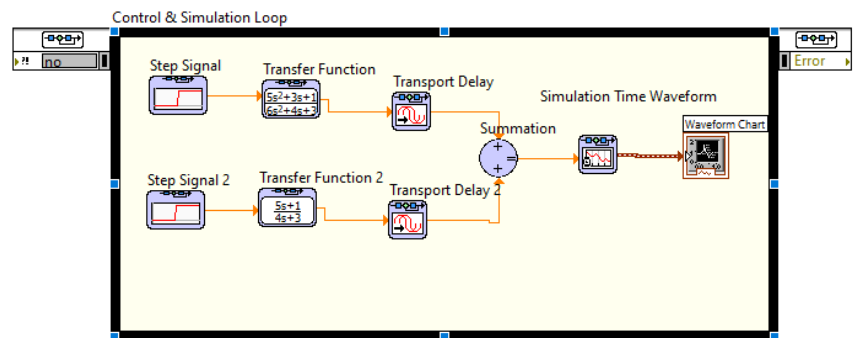 Control & Simulation Loop
?!
no
Error
Step Signal
Transfer Function
5s²+3s+1
6s²+4s+3
Transport Delay
Summation
+
+
=
Simulation Time Waveform
Waveform Chart
Step Signal 2
Transfer Function 2
5s+1
4s+3
Transport Delay 2